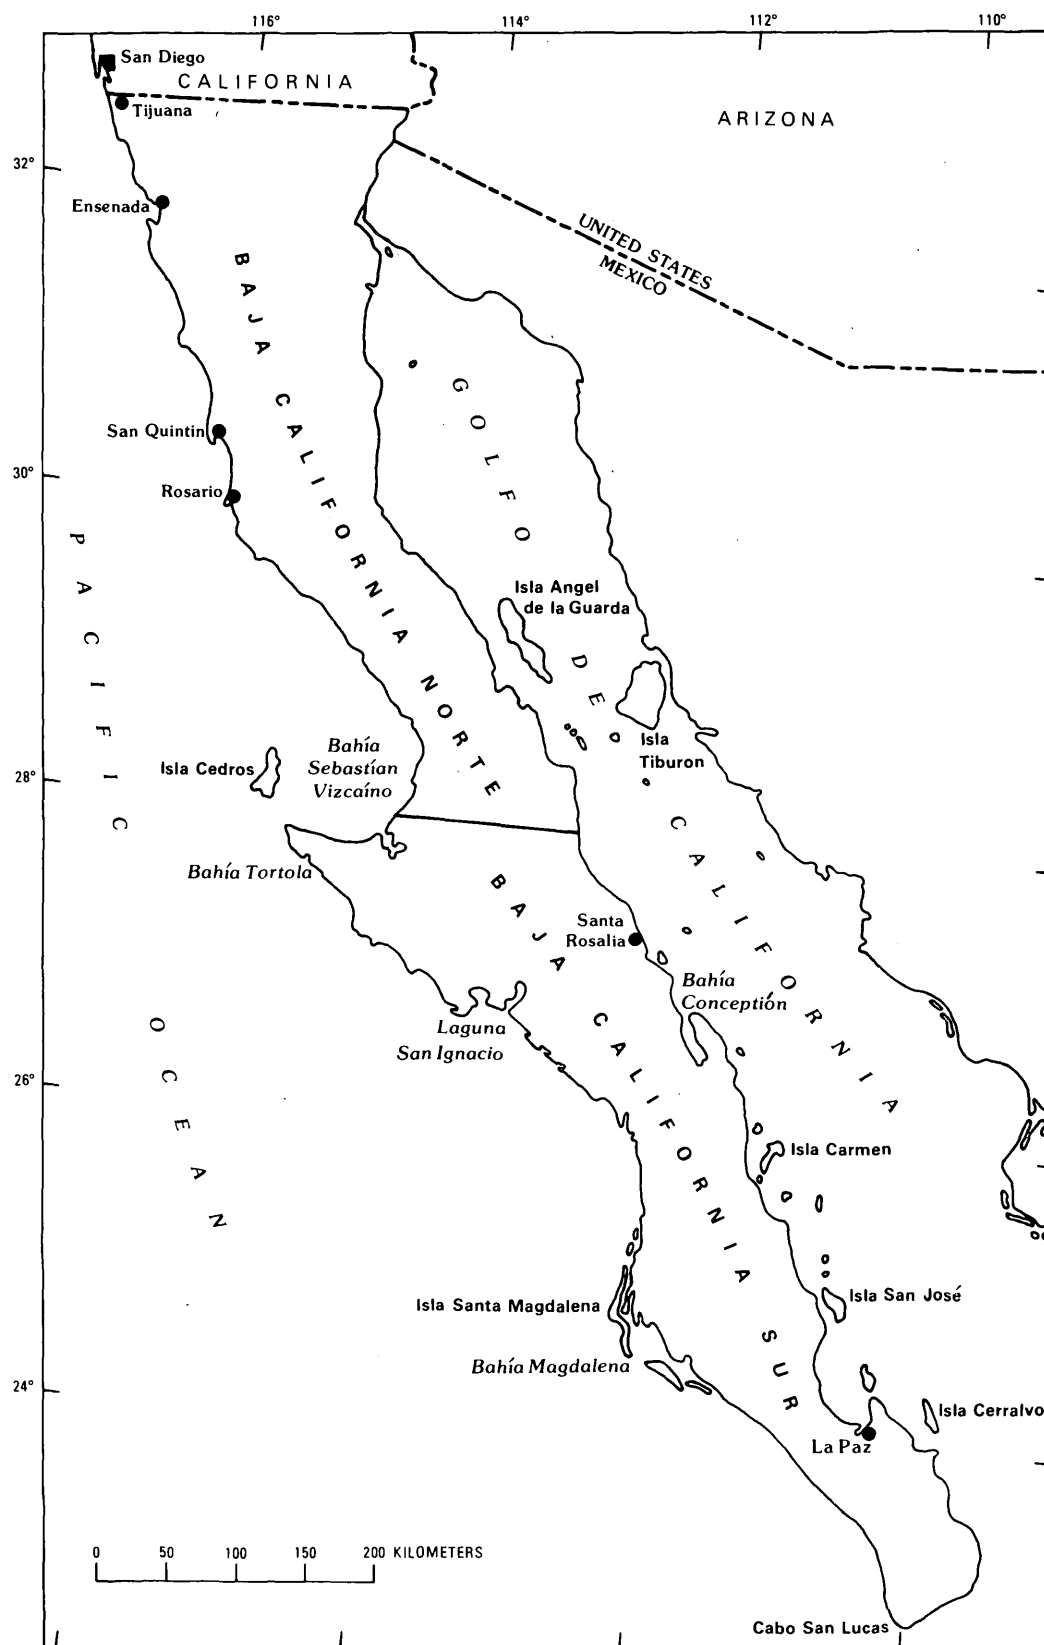 116°
114°
112°
110°
San Diego
CALIFORNIA
Tijuana
ARIZONA
32°
Ensenada
UNITED STATES
MEXICO
BAJA CALIFORNIA NORTE
GOLFO DE CALIFORNIA
San Quintin
30°
Rosario
PACIFIC OCEAN
Isla Angel
de la Guarda
Isla
Tiburon
Bahía
Sebastían
Vizcaíno
Isla Cedros
28°
Bahía Tortola
BAJA CALIFORNIA SUR
Santa
Rosalia
Bahía
Conceptión
Laguna
San Ignacio
26°
Isla Carmen
Isla San José
Isla Santa Magdalena
Bahía Magdalena
24°
Isla Cerralvo
La Paz
0 50 100 150 200 KILOMETERS
Cabo San Lucas